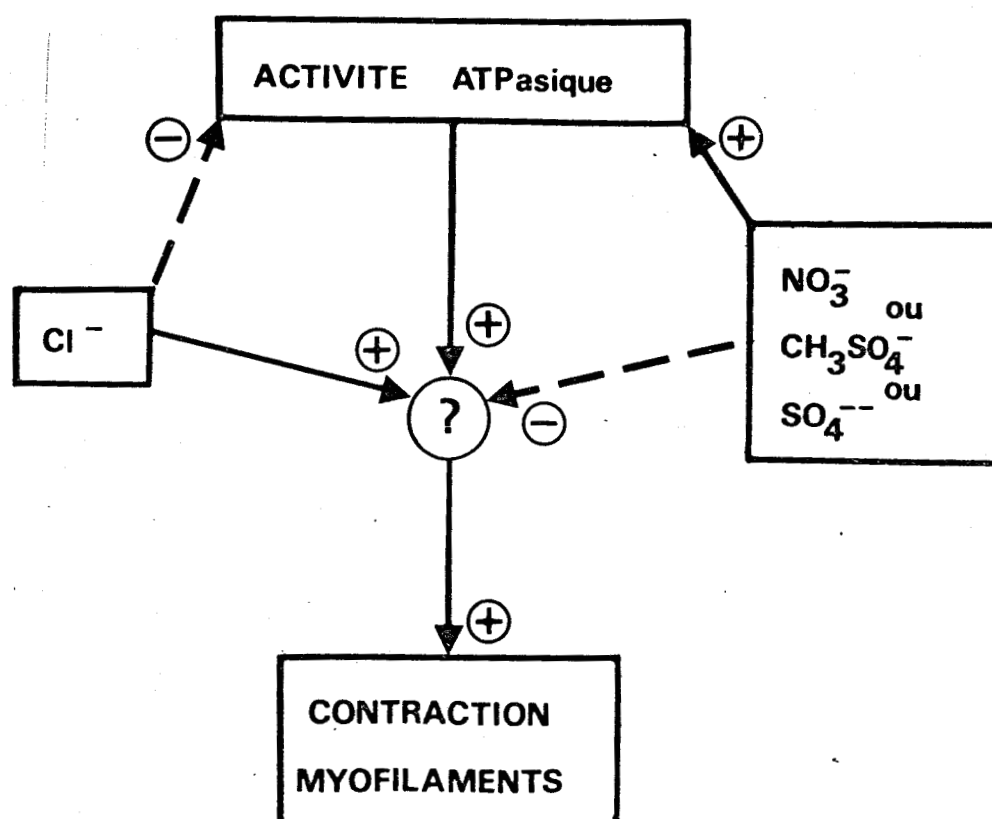 ACTIVITE ATPasique
⊖
⊕
Cl⁻
NO₃⁻
ou
CH₃SO₄⁻
ou
SO₄⁻⁻
⊕
⊕
?
⊖
⊕
CONTRACTION
MYOFILAMENTS